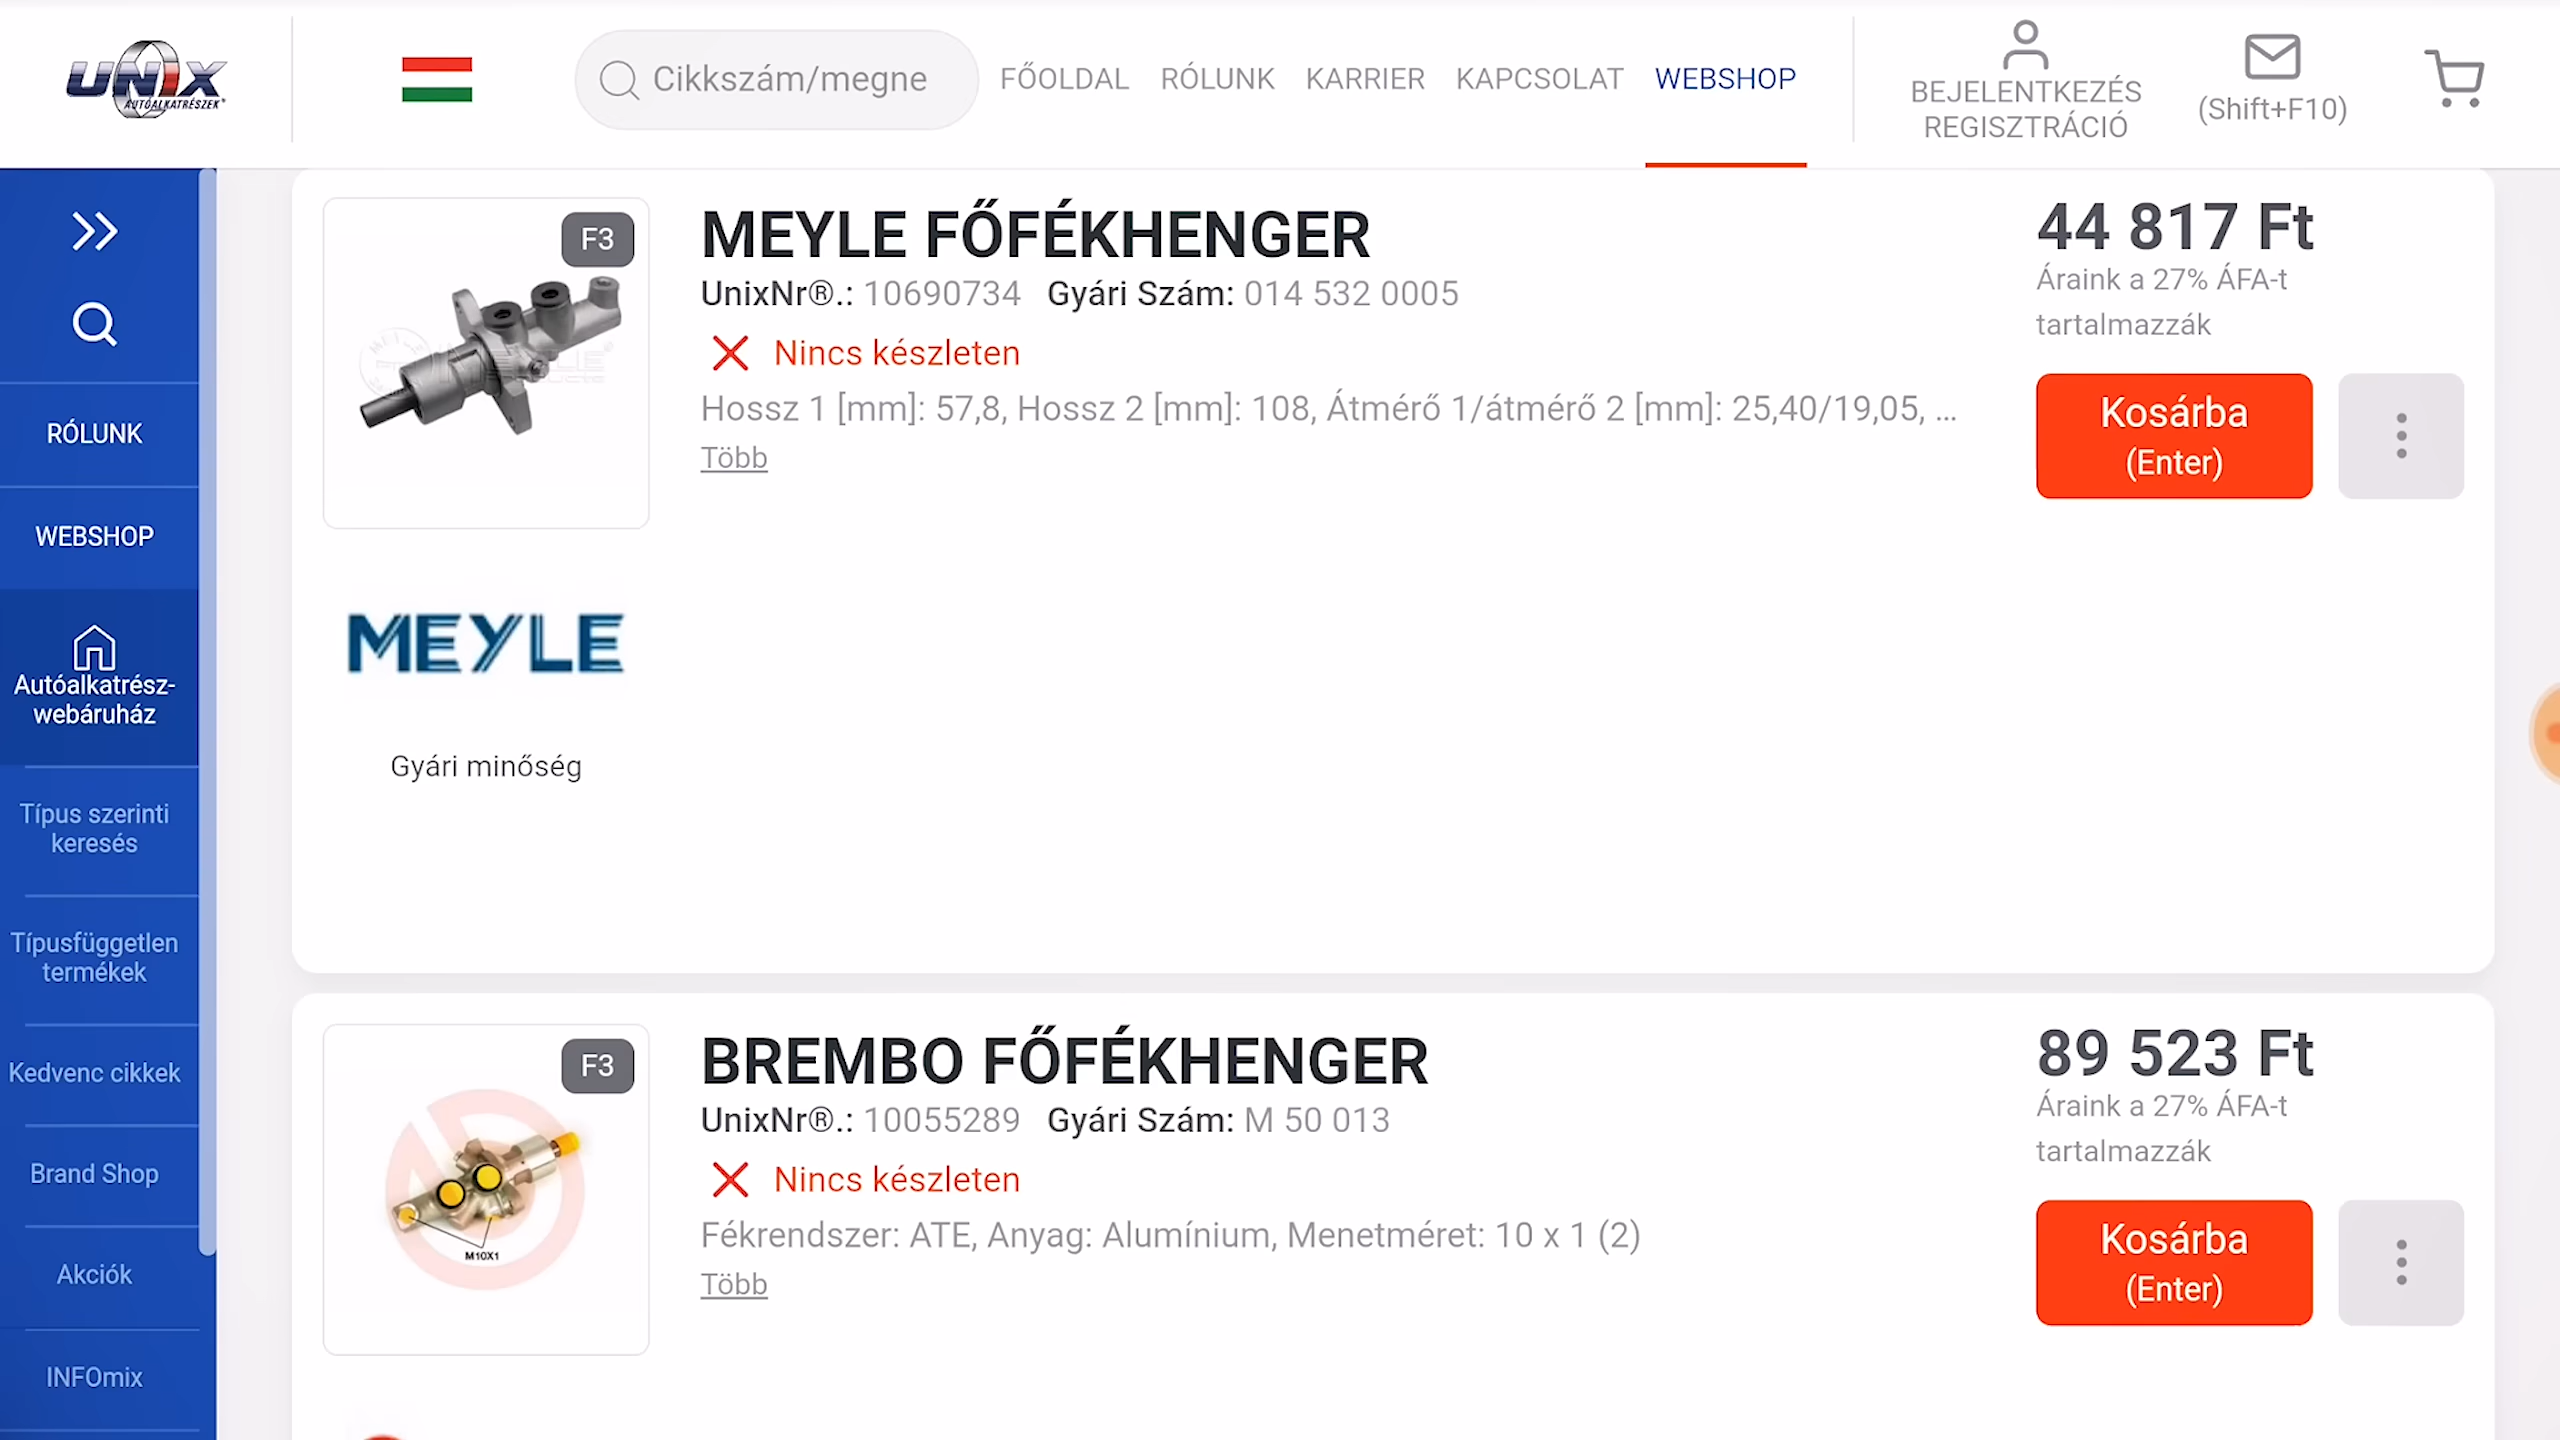 UNIX
AUTÓALKATRÉSZEK®
Cikkszám/megne
FŐOLDAL
RÓLUNK
KARRIER
KAPCSOLAT
WEBSHOP
BEJELENTKEZÉS
REGISZTRÁCIÓ
(Shift+F10)
RÓLUNK
WEBSHOP
Autóalkatrész-
webáruház
Típus szerinti
keresés
Típusfüggetlen
termékek
Kedvenc cikkek
Brand Shop
Akciók
INFOmix
F3
MEYLE FŐFÉKHENGER
UnixNr®.: 10690734 Gyári Szám: 014 532 0005
Nincs készleten
Hossz 1 [mm]: 57,8, Hossz 2 [mm]: 108, Átmérő 1/átmérő 2 [mm]: 25,40/19,05, ...
Több
44 817 Ft
Áraink a 27% ÁFA-t
tartalmazzák
Kosárba
(Enter)
MEYLE
Gyári minőség
F3
M10X1
BREMBO FŐFÉKHENGER
UnixNr®.: 10055289 Gyári Szám: M 50 013
Nincs készleten
Fékrendszer: ATE, Anyag: Alumínium, Menetméret: 10 x 1 (2)
Több
89 523 Ft
Áraink a 27% ÁFA-t
tartalmazzák
Kosárba
(Enter)